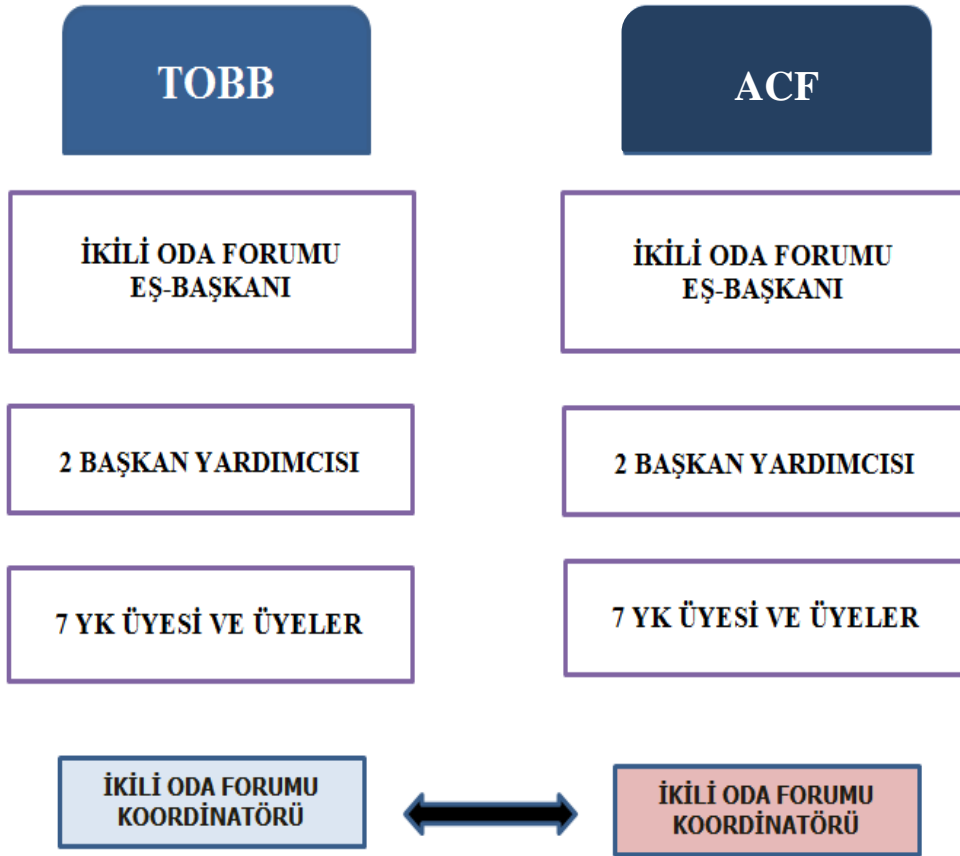 TOBB
ACF
İKİLİ ODA FORUMU
EŞ-BAŞKANI
İKİLİ ODA FORUMU
EŞ-BAŞKANI
2 BAŞKAN YARDIMCISI
2 BAŞKAN YARDIMCISI
7 YK ÜYESİ VE ÜYELER
7 YK ÜYESİ VE ÜYELER
İKİLİ ODA FORUMU
KOORDİNATÖRÜ
İKİLİ ODA FORUMU
KOORDİNATÖRÜ